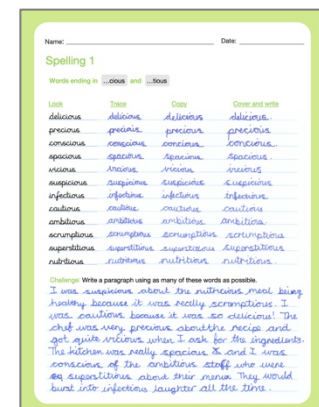 Name: Date:
Spelling 1
Words ending in ...cious and ...tious
Look Trace Copy Cover and write
delicious delicious delicious delicious
precious precious precious precious
conscious conscious concious concious
spacious spacious spacious spacious
vicious vicious vicious vicious
suspicious suspicious suspicious suspicious
infectious infectious infectious infectious
cautious cautious cautious cautious
ambitious ambitious ambitious ambitious
scrumptious scrumptious scrumptious scrumptious
superstitious superstitious superstitious superstitious
nutritious nutritious nutritious nutritious
Challenge: Write a paragraph using as many of these words as possible.
I was suspicious about the nutricious meal being
healthy because it was really scrumptious. I
was cautious because it was so delicious! The
chef was very precious about the recipe and
got quite vicious when I ask for the ingredients.
The kitchen was really spacious & and I was
conscious of the ambitious staff who were
superstitious about their menu. They would
burst into infectious laughter all the time.